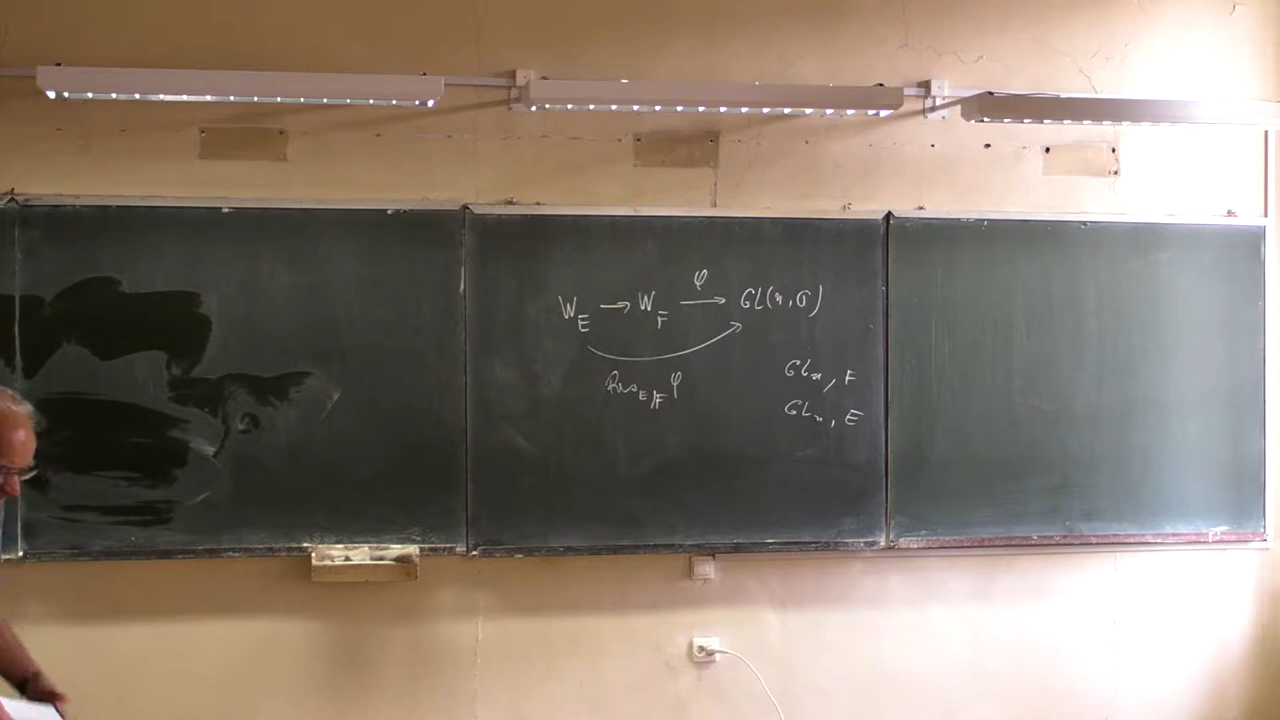 W_E → W_F —φ→ GL(n, ℂ)
Res_{E/F} φ
GL_n, F
GL_n, E